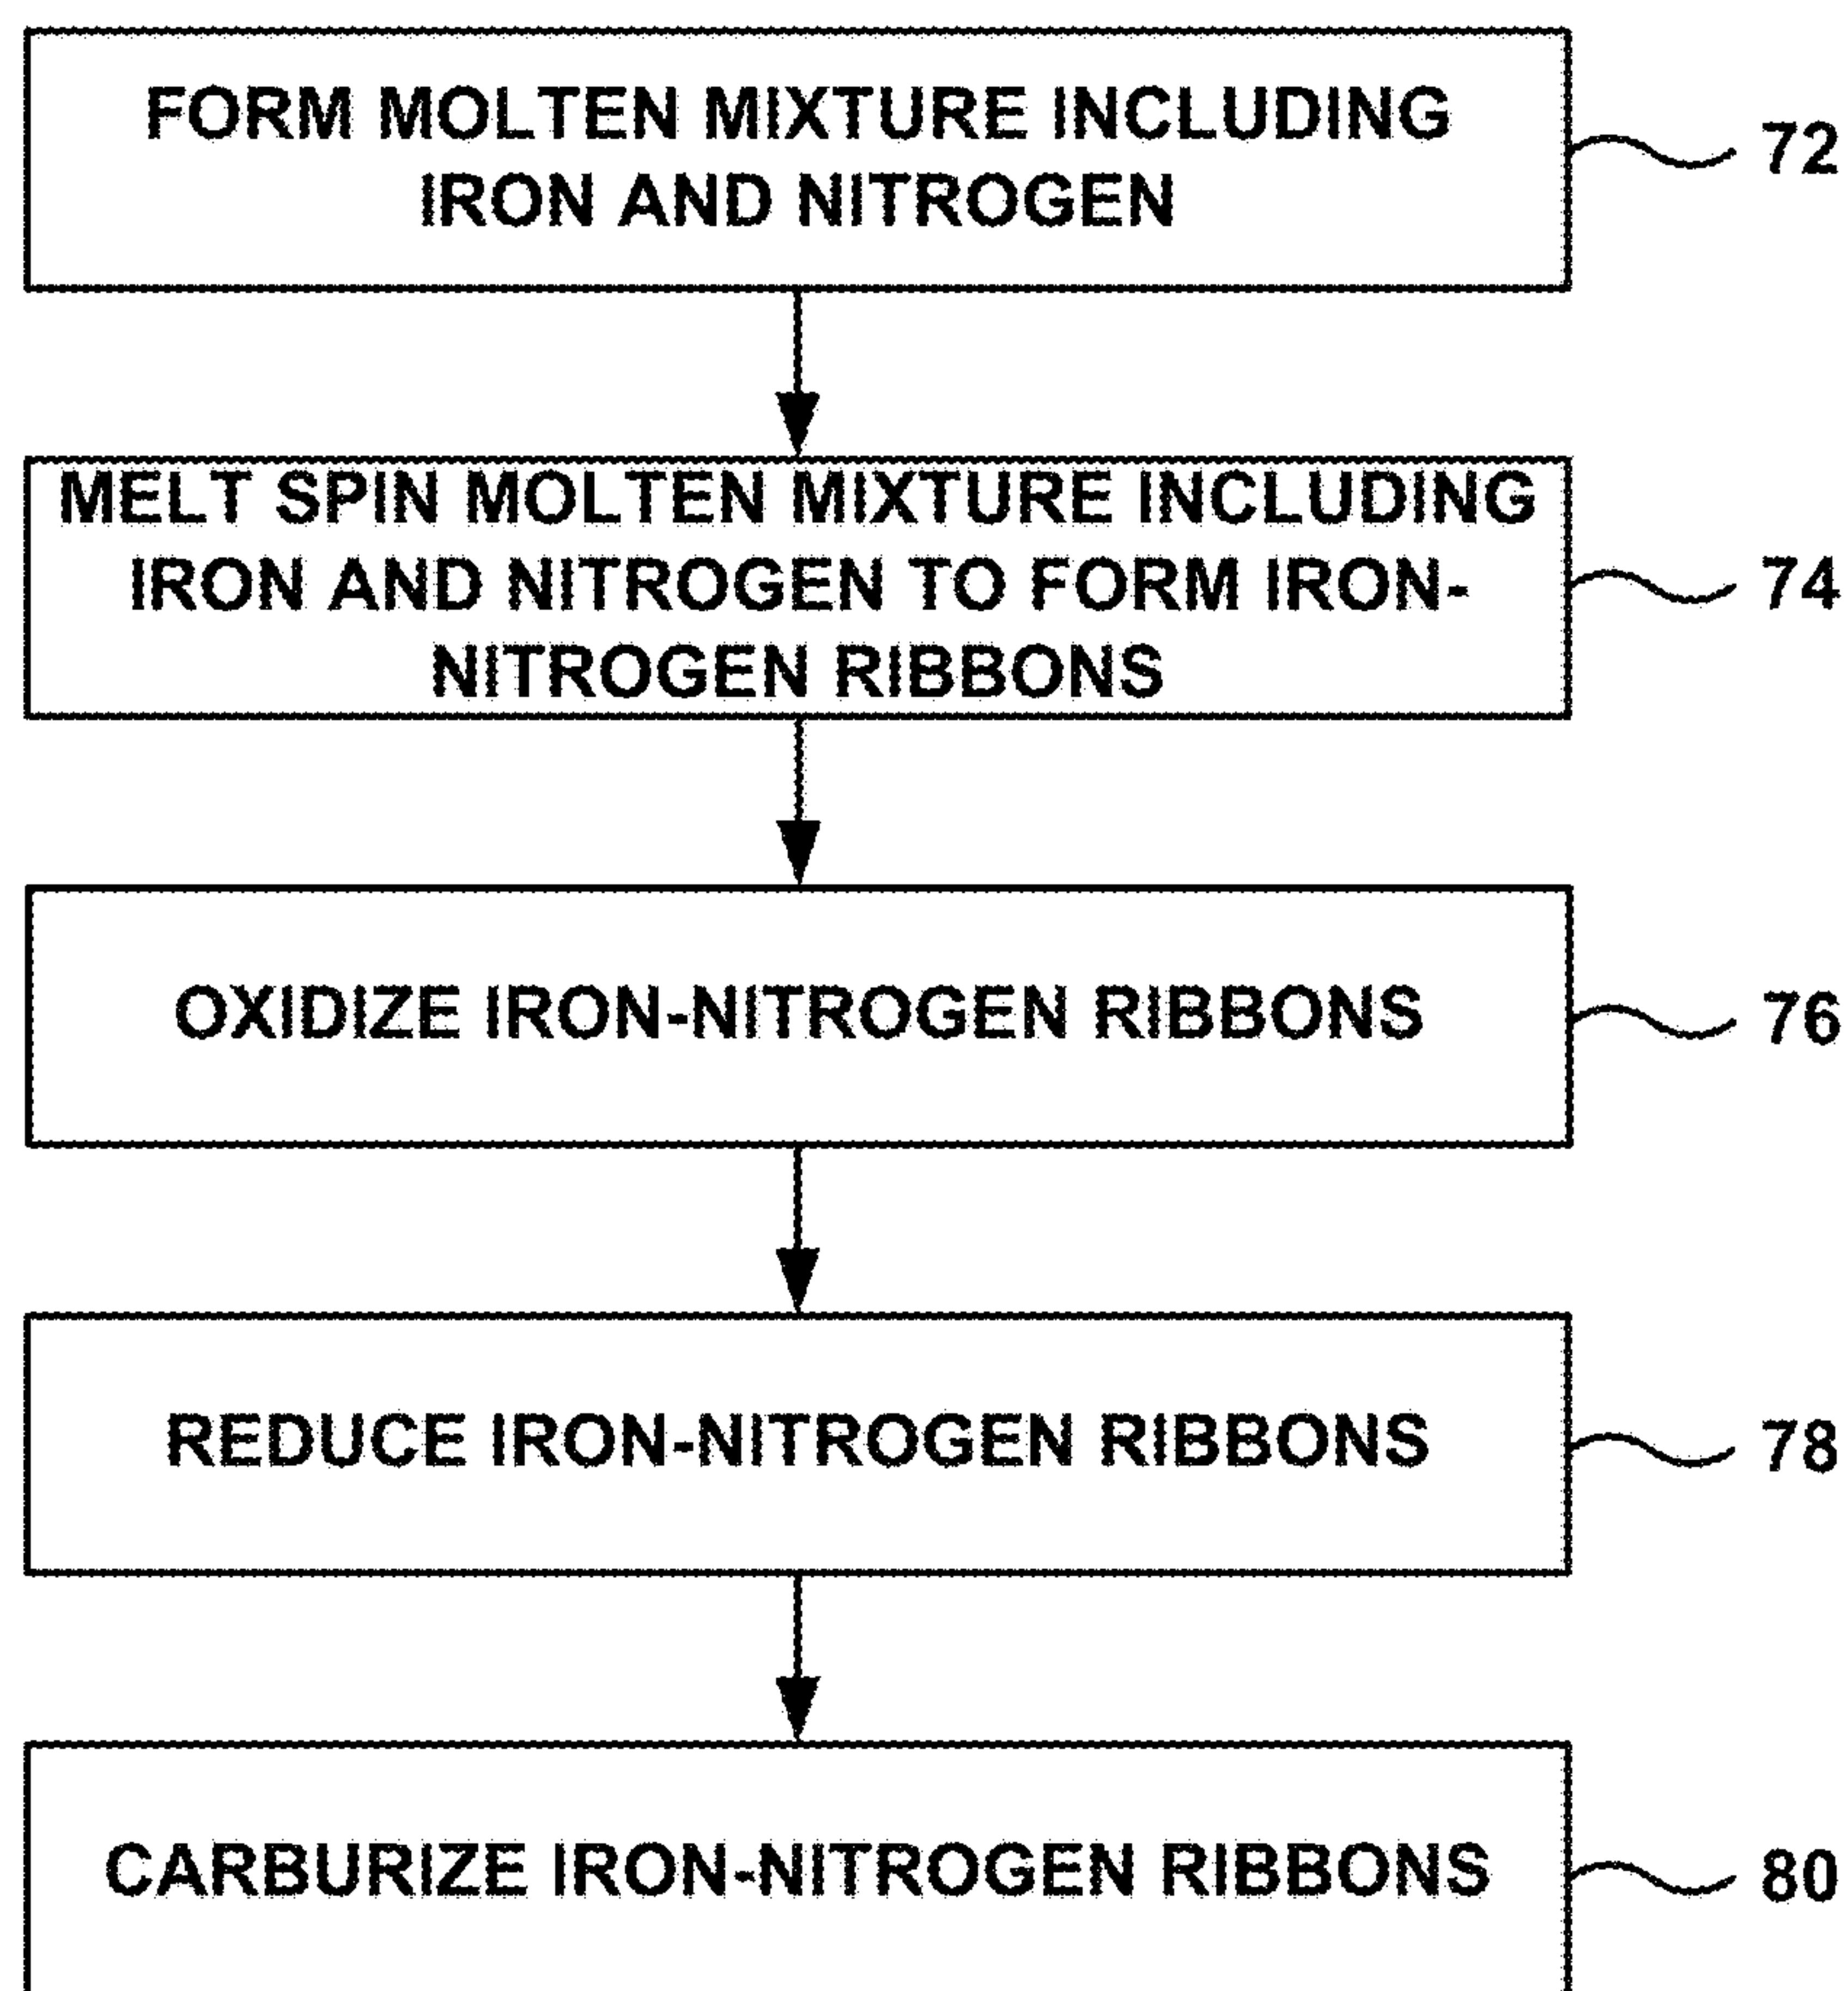 FORM MOLTEN MIXTURE INCLUDING
IRON AND NITROGEN
72
MELT SPIN MOLTEN MIXTURE INCLUDING
IRON AND NITROGEN TO FORM IRON-
NITROGEN RIBBONS
74
OXIDIZE IRON-NITROGEN RIBBONS
76
REDUCE IRON-NITROGEN RIBBONS
78
CARBURIZE IRON-NITROGEN RIBBONS
80